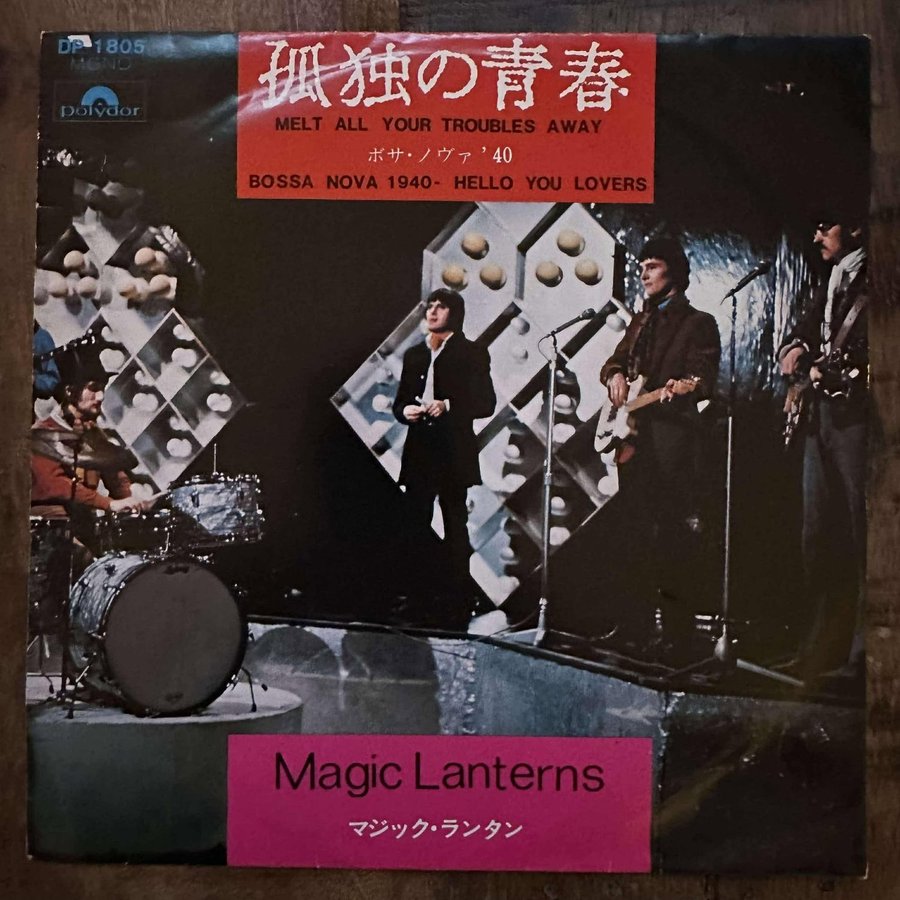 DP 1805
MONO
polydor
孤独の青春
MELT ALL YOUR TROUBLES AWAY
ボサ・ノヴァ '40
BOSSA NOVA 1940- HELLO YOU LOVERS
Magic Lanterns
マジック・ランタン